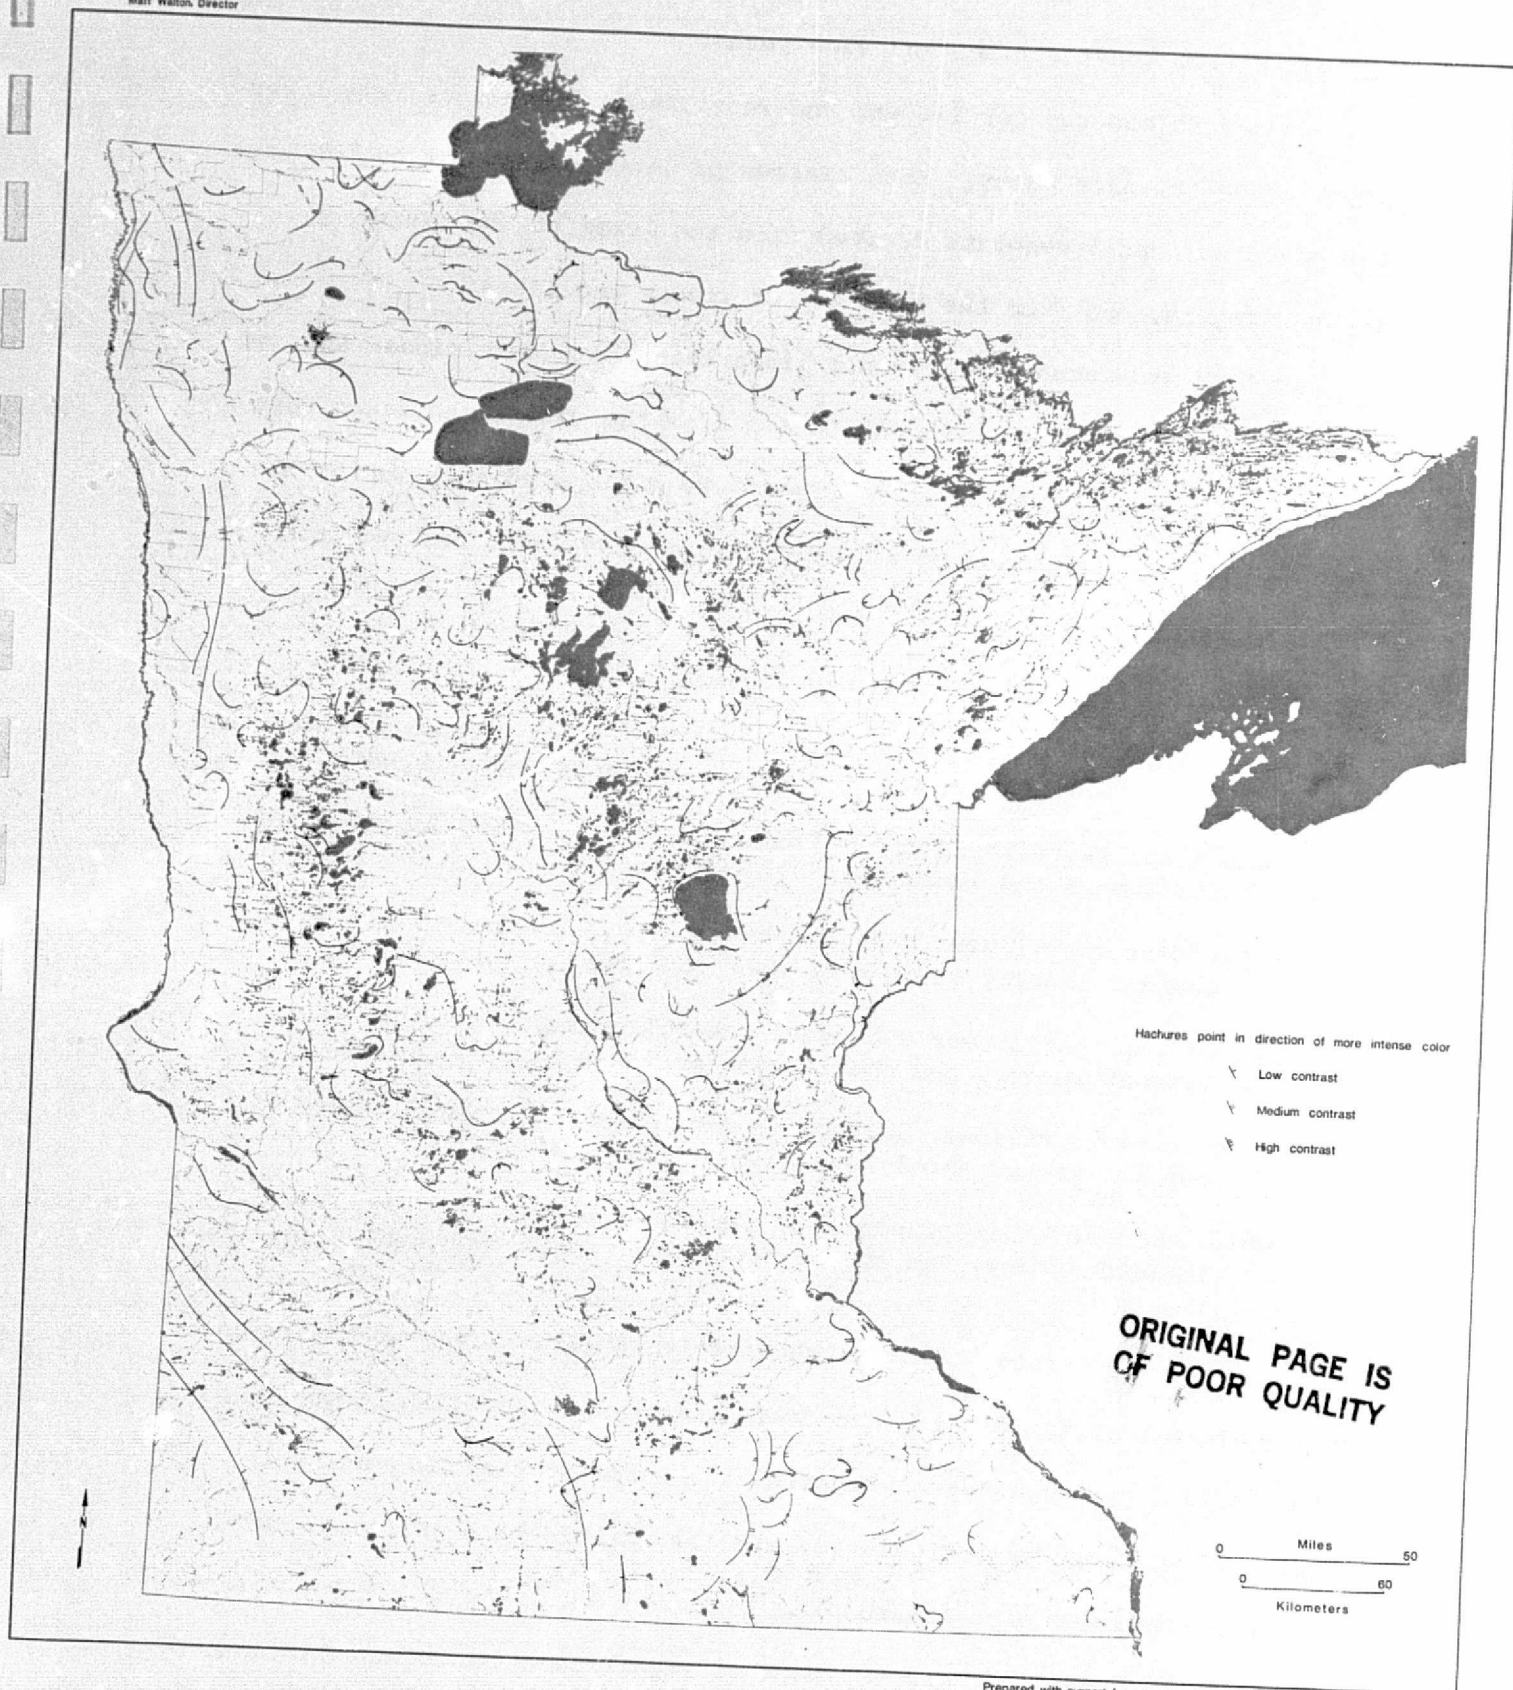 Matt Walton, Director
Hachures point in direction of more intense color
Low contrast
Medium contrast
High contrast
ORIGINAL PAGE IS
OF POOR QUALITY
N
Miles
0 50
0 60
Kilometers
Prepared with